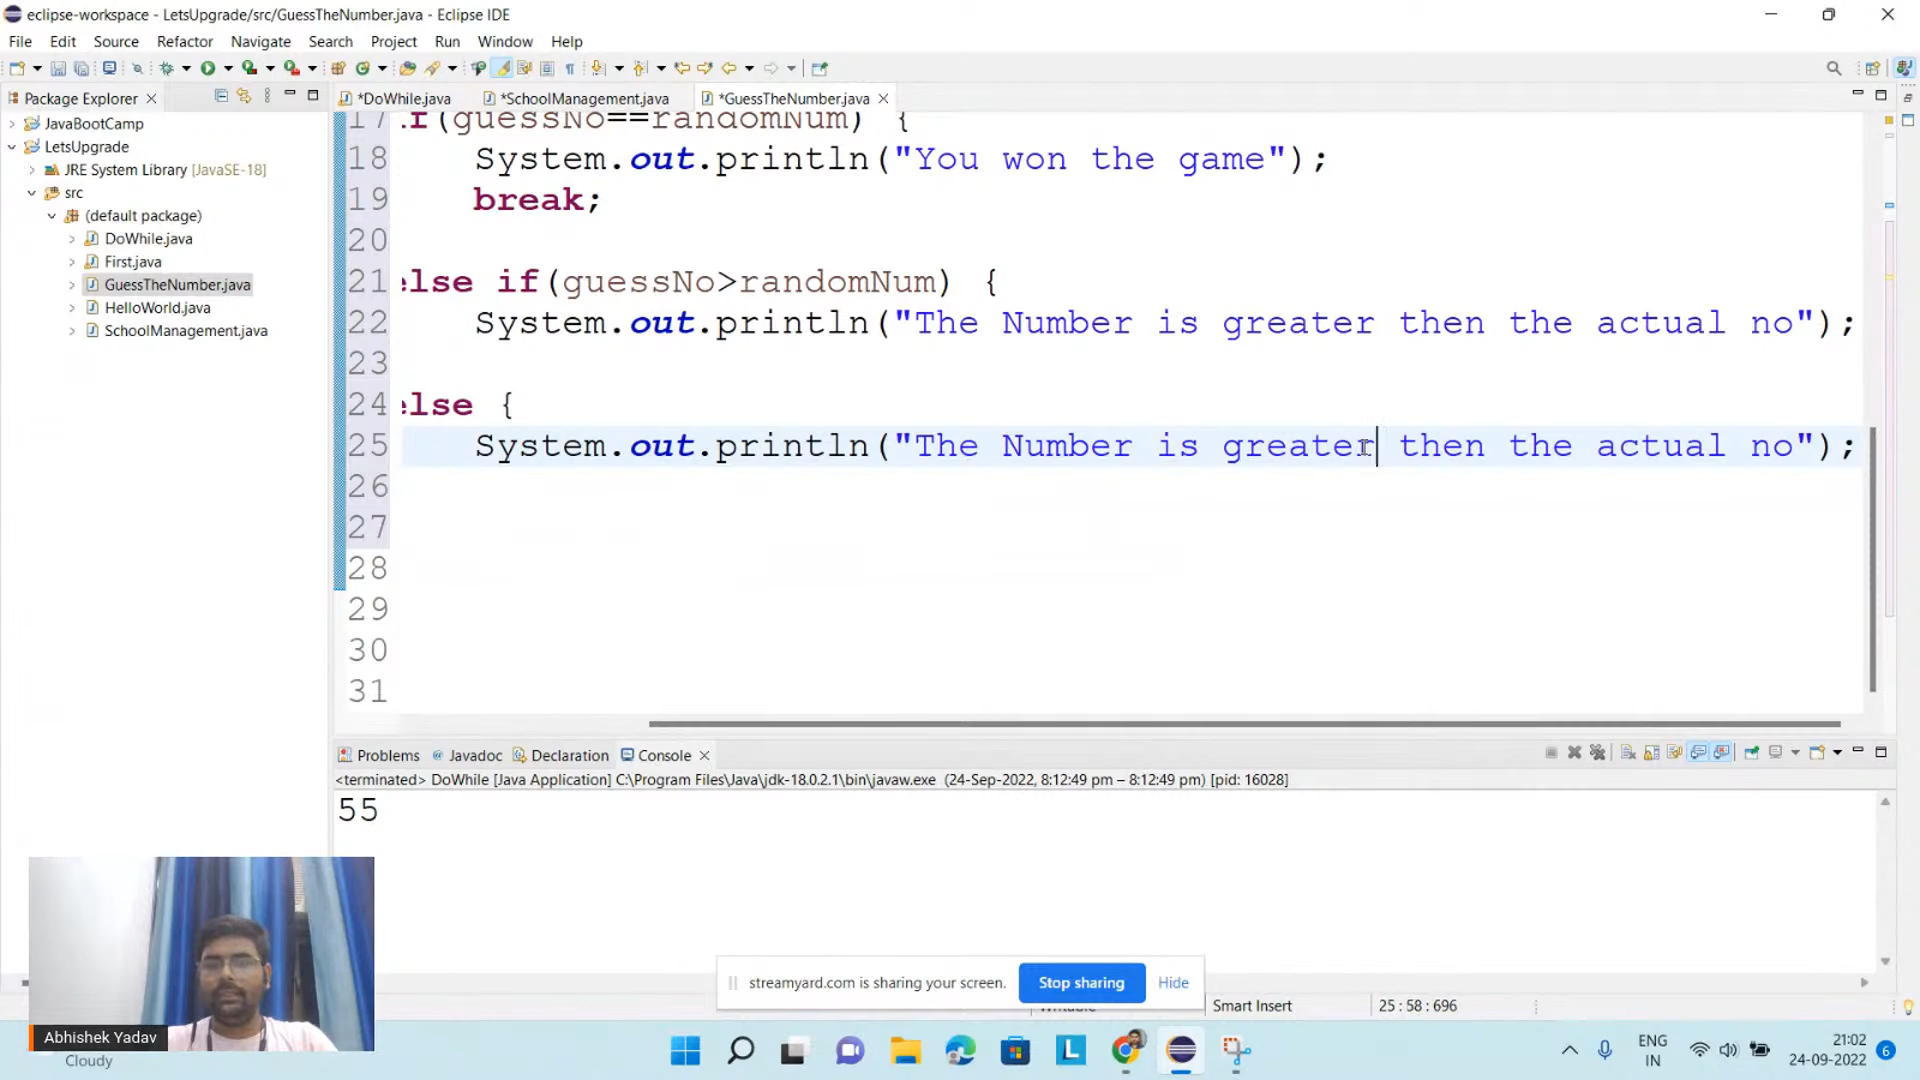 eclipse-workspace - LetsUpgrade/src/GuessTheNumber.java - Eclipse IDE
File Edit Source Refactor Navigate Search Project Run Window Help
Package Explorer
JavaBootCamp
LetsUpgrade
JRE System Library [JavaSE-18]
src
(default package)
DoWhile.java
First.java
GuessTheNumber.java
HelloWorld.java
SchoolManagement.java
*DoWhile.java *SchoolManagement.java *GuessTheNumber.java
17 if(guessNo==randomNum) {
18 System.out.println("You won the game");
19 break;
20
21 else if(guessNo>randomNum) {
22 System.out.println("The Number is greater then the actual no");
23
24 else {
25 System.out.println("The Number is greater then the actual no");
26
27
28
29
30
31
Problems Javadoc Declaration Console
<terminated> DoWhile [Java Application] C:\Program Files\Java\jdk-18.0.2.1\bin\javaw.exe (24-Sep-2022, 8:12:49 pm – 8:12:49 pm) [pid: 16028]
55
streamyard.com is sharing your screen. Stop sharing Hide
Smart Insert 25 : 58 : 696
Abhishek Yadav
Cloudy
ENG
IN
21:02
24-09-2022
6